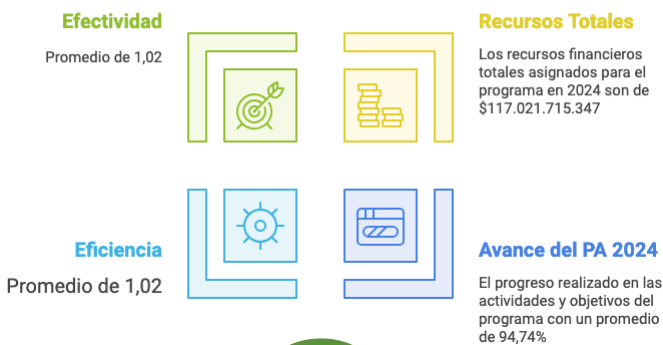 Efectividad
Promedio de 1,02
Recursos Totales
Los recursos financieros
totales asignados para el
programa en 2024 son de
$117.021.715.347
Eficiencia
Promedio de 1,02
Avance del PA 2024
El progreso realizado en las
actividades y objetivos del
programa con un promedio
de 94,74%